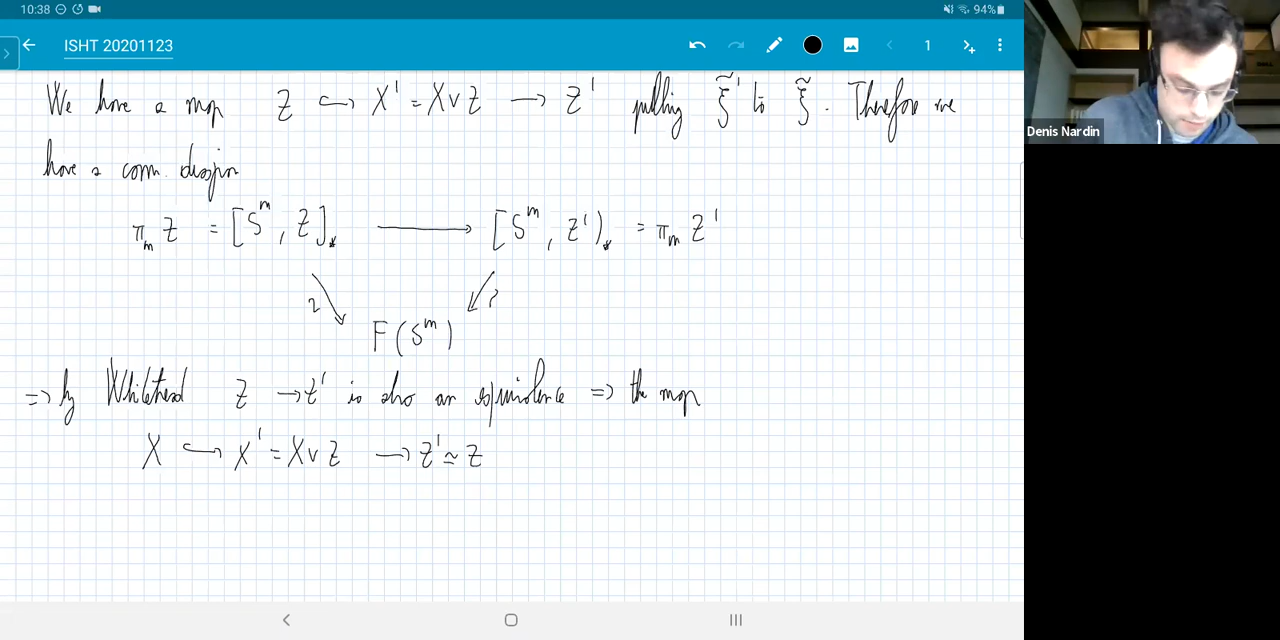 10:38
94%
ISHT 20201123
1
We have a map Z ↪ X' = X∨Z → Z' pulling ξ̃' to ξ̃. Therefore we
Denis Nardin
have a comm. diagram
π_m Z = [S^m, Z]_* → [S^m, Z')_* = π_m Z'
F(S^m)
⇒ by Whitehead Z → Z' is also an equivalence ⇒ the map
X ↪ X' = X∨Z → Z' ≃ Z